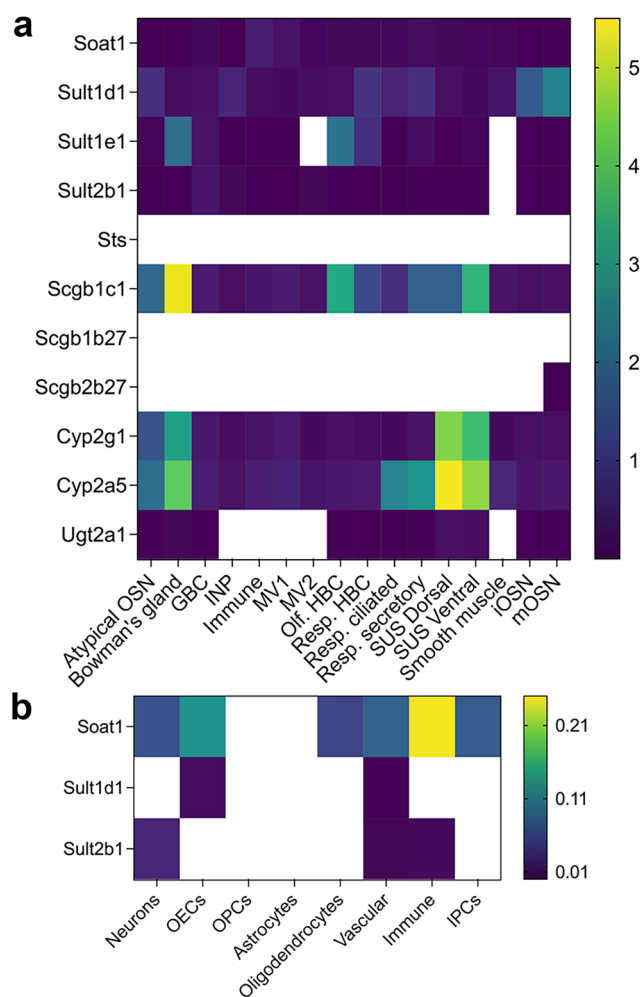 a
Soat1
Sult1d1
Sult1e1
Sult2b1
Sts
Scgb1c1
Scgb1b27
Scgb2b27
Cyp2g1
Cyp2a5
Ugt2a1
5
4
3
2
1
Atypical OSN
Bowman's gland
GBC
INP
Immune
MV1
MV2
Olf. HBC
Resp. HBC
Resp. ciliated
Resp. secretory
SUS Dorsal
SUS Ventral
Smooth muscle
iOSN
mOSN
b
Soat1
Sult1d1
Sult2b1
0.21
0.11
0.01
Neurons
OECs
OPCs
Astrocytes
Oligodendrocytes
Vascular
Immune
IPCs